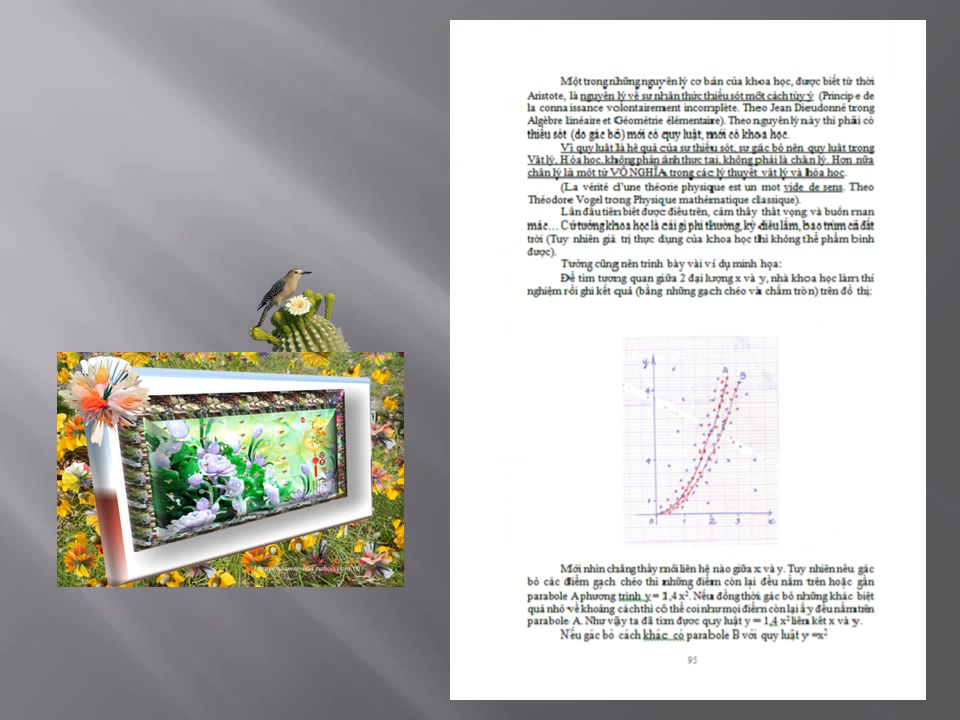 Một trong những nguyên lý cơ bản của khoa học, được biết từ thời
Aristote, là nguyên lý về sự nhân thức thiếu sót một cách tùy ý (Principe de
la connaissance volontairement incomplète. Theo Jean Dieudonné trong
Algèbre linéaire et Géométrie élémentaire). Theo nguyên lý này thì phải có
thiếu sót (do gác bỏ) mới có quy luật, mới có khoa học.
Vì quy luật là hệ quả của sự thiếu sót, sự gác bỏ nên quy luật trong
Vật lý, Hóa học, không phản ánh thực tại, không phải là chân lý. Hơn nữa
chân lý là một từ VÔ NGHĨA trong các lý thuyết vật lý và hóa học.
(La vérité d'une théorie physique est un mot vide de sens. Theo
Théodore Vogel trong Physique mathématique classique).
Lần đầu tiên biết được điều trên, cảm thấy thất vọng và buồn man
mác... Cứ tưởng khoa học là cái gì phi thường, kỳ diệu lắm, bao trùm cả đất
trời (Tuy nhiên giá trị thực dụng của khoa học thì không thể phẩm bình
được).
Tưởng cũng nên trình bày vài ví dụ minh họa:
Để tìm tương quan giữa 2 đại lượng x và y, nhà khoa học làm thí
nghiệm rồi ghi kết quả (bằng những gạch chéo và chấm tròn) trên đồ thị:
y
A B
4
4
1
0 1 2 3 x
Mới nhìn chẳng thấy mối liên hệ nào giữa x và y. Tuy nhiên nếu gác
bỏ các điểm gạch chéo thì những điểm còn lại đều nằm trên hoặc gần
parabole A phương trình y = 1,4 x². Nếu đồng thời gác bỏ những khác biệt
quá nhỏ về khoảng cách thì có thể coi như mọi điểm còn lại ấy đều nằm trên
parabole A. Như vậy ta đã tìm được quy luật y = 1,4 x² liên kết x và y.
Nếu gác bỏ cách khác có parabole B với quy luật y =x²
95